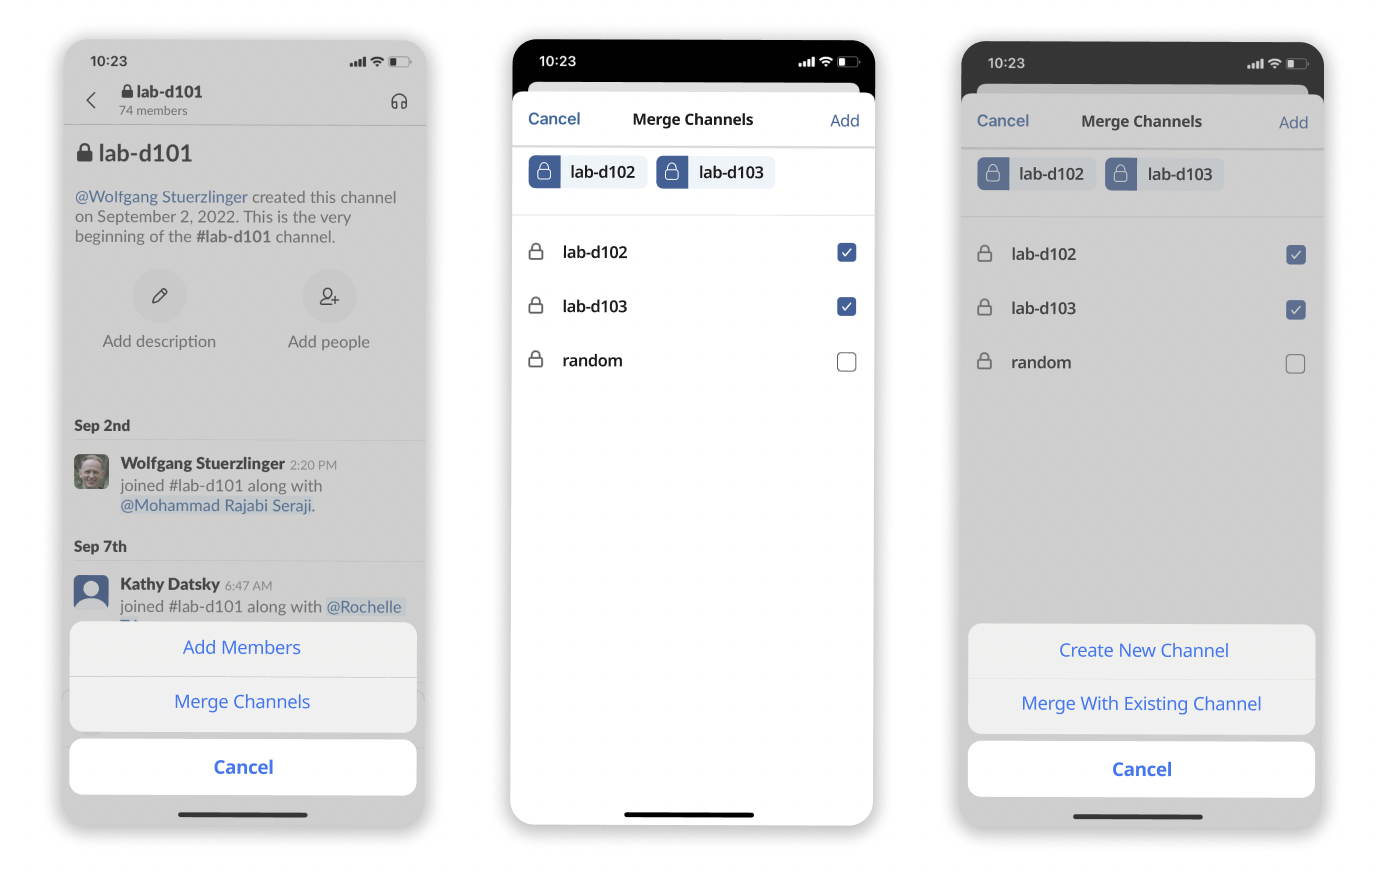 10:23
lab-d101
74 members
lab-d101
@Wolfgang Stuerzlinger created this channel
on September 2, 2022. This is the very
beginning of the #lab-d101 channel.
Add description
Add people
Sep 2nd
Wolfgang Stuerzlinger 2:20 PM
joined #lab-d101 along with
@Mohammad Rajabi Seraji.
Sep 7th
Kathy Datsky 6:47 AM
joined #lab-d101 along with @Rochelle
Add Members
Merge Channels
Cancel
10:23
Cancel
Merge Channels
Add
lab-d102
lab-d103
lab-d102
lab-d103
random
10:23
Cancel
Merge Channels
Add
lab-d102
lab-d103
lab-d102
lab-d103
random
Create New Channel
Merge With Existing Channel
Cancel